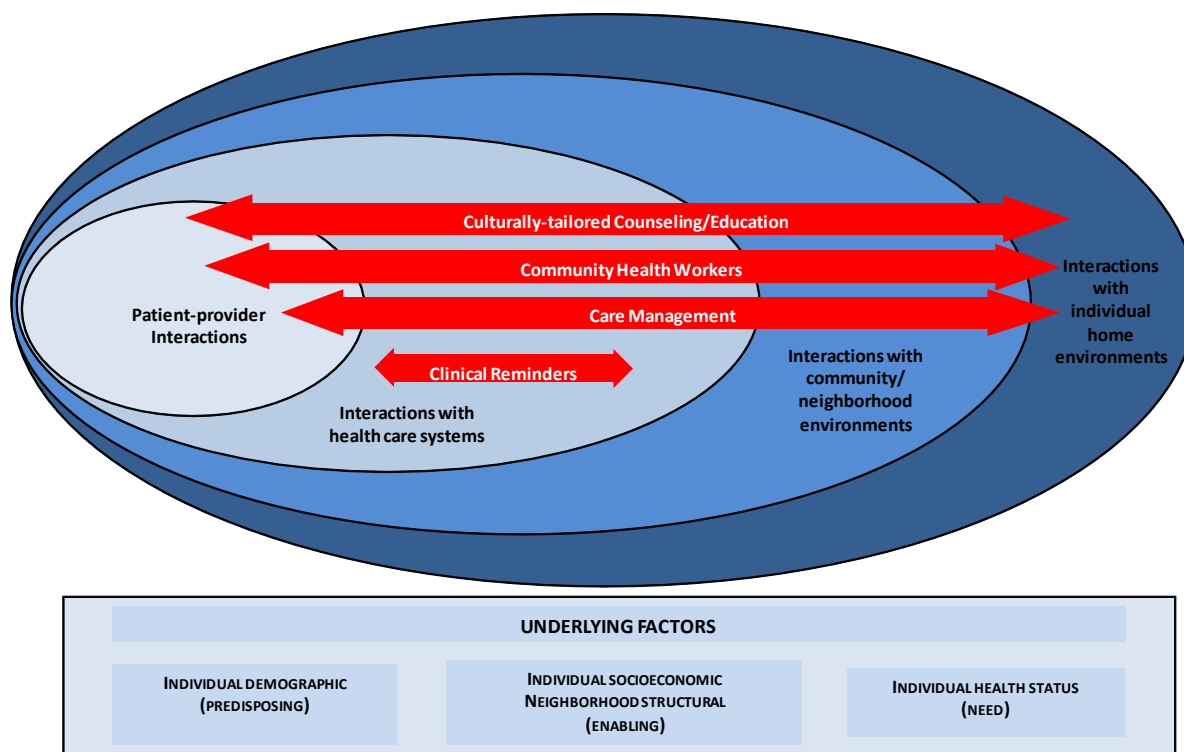 Culturally-tailored Counseling/Education
Community Health Workers
Care Management
Clinical Reminders
Patient-provider
Interactions
Interactions with
health care systems
Interactions with
community/
neighborhood
environments
Interactions
with
individual
home
environments
UNDERLYING FACTORS
INDIVIDUAL DEMOGRAPHIC
(PREDISPOSING)
INDIVIDUAL SOCIOECONOMIC
NEIGHBORHOOD STRUCTURAL
(ENABLING)
INDIVIDUAL HEALTH STATUS
(NEED)